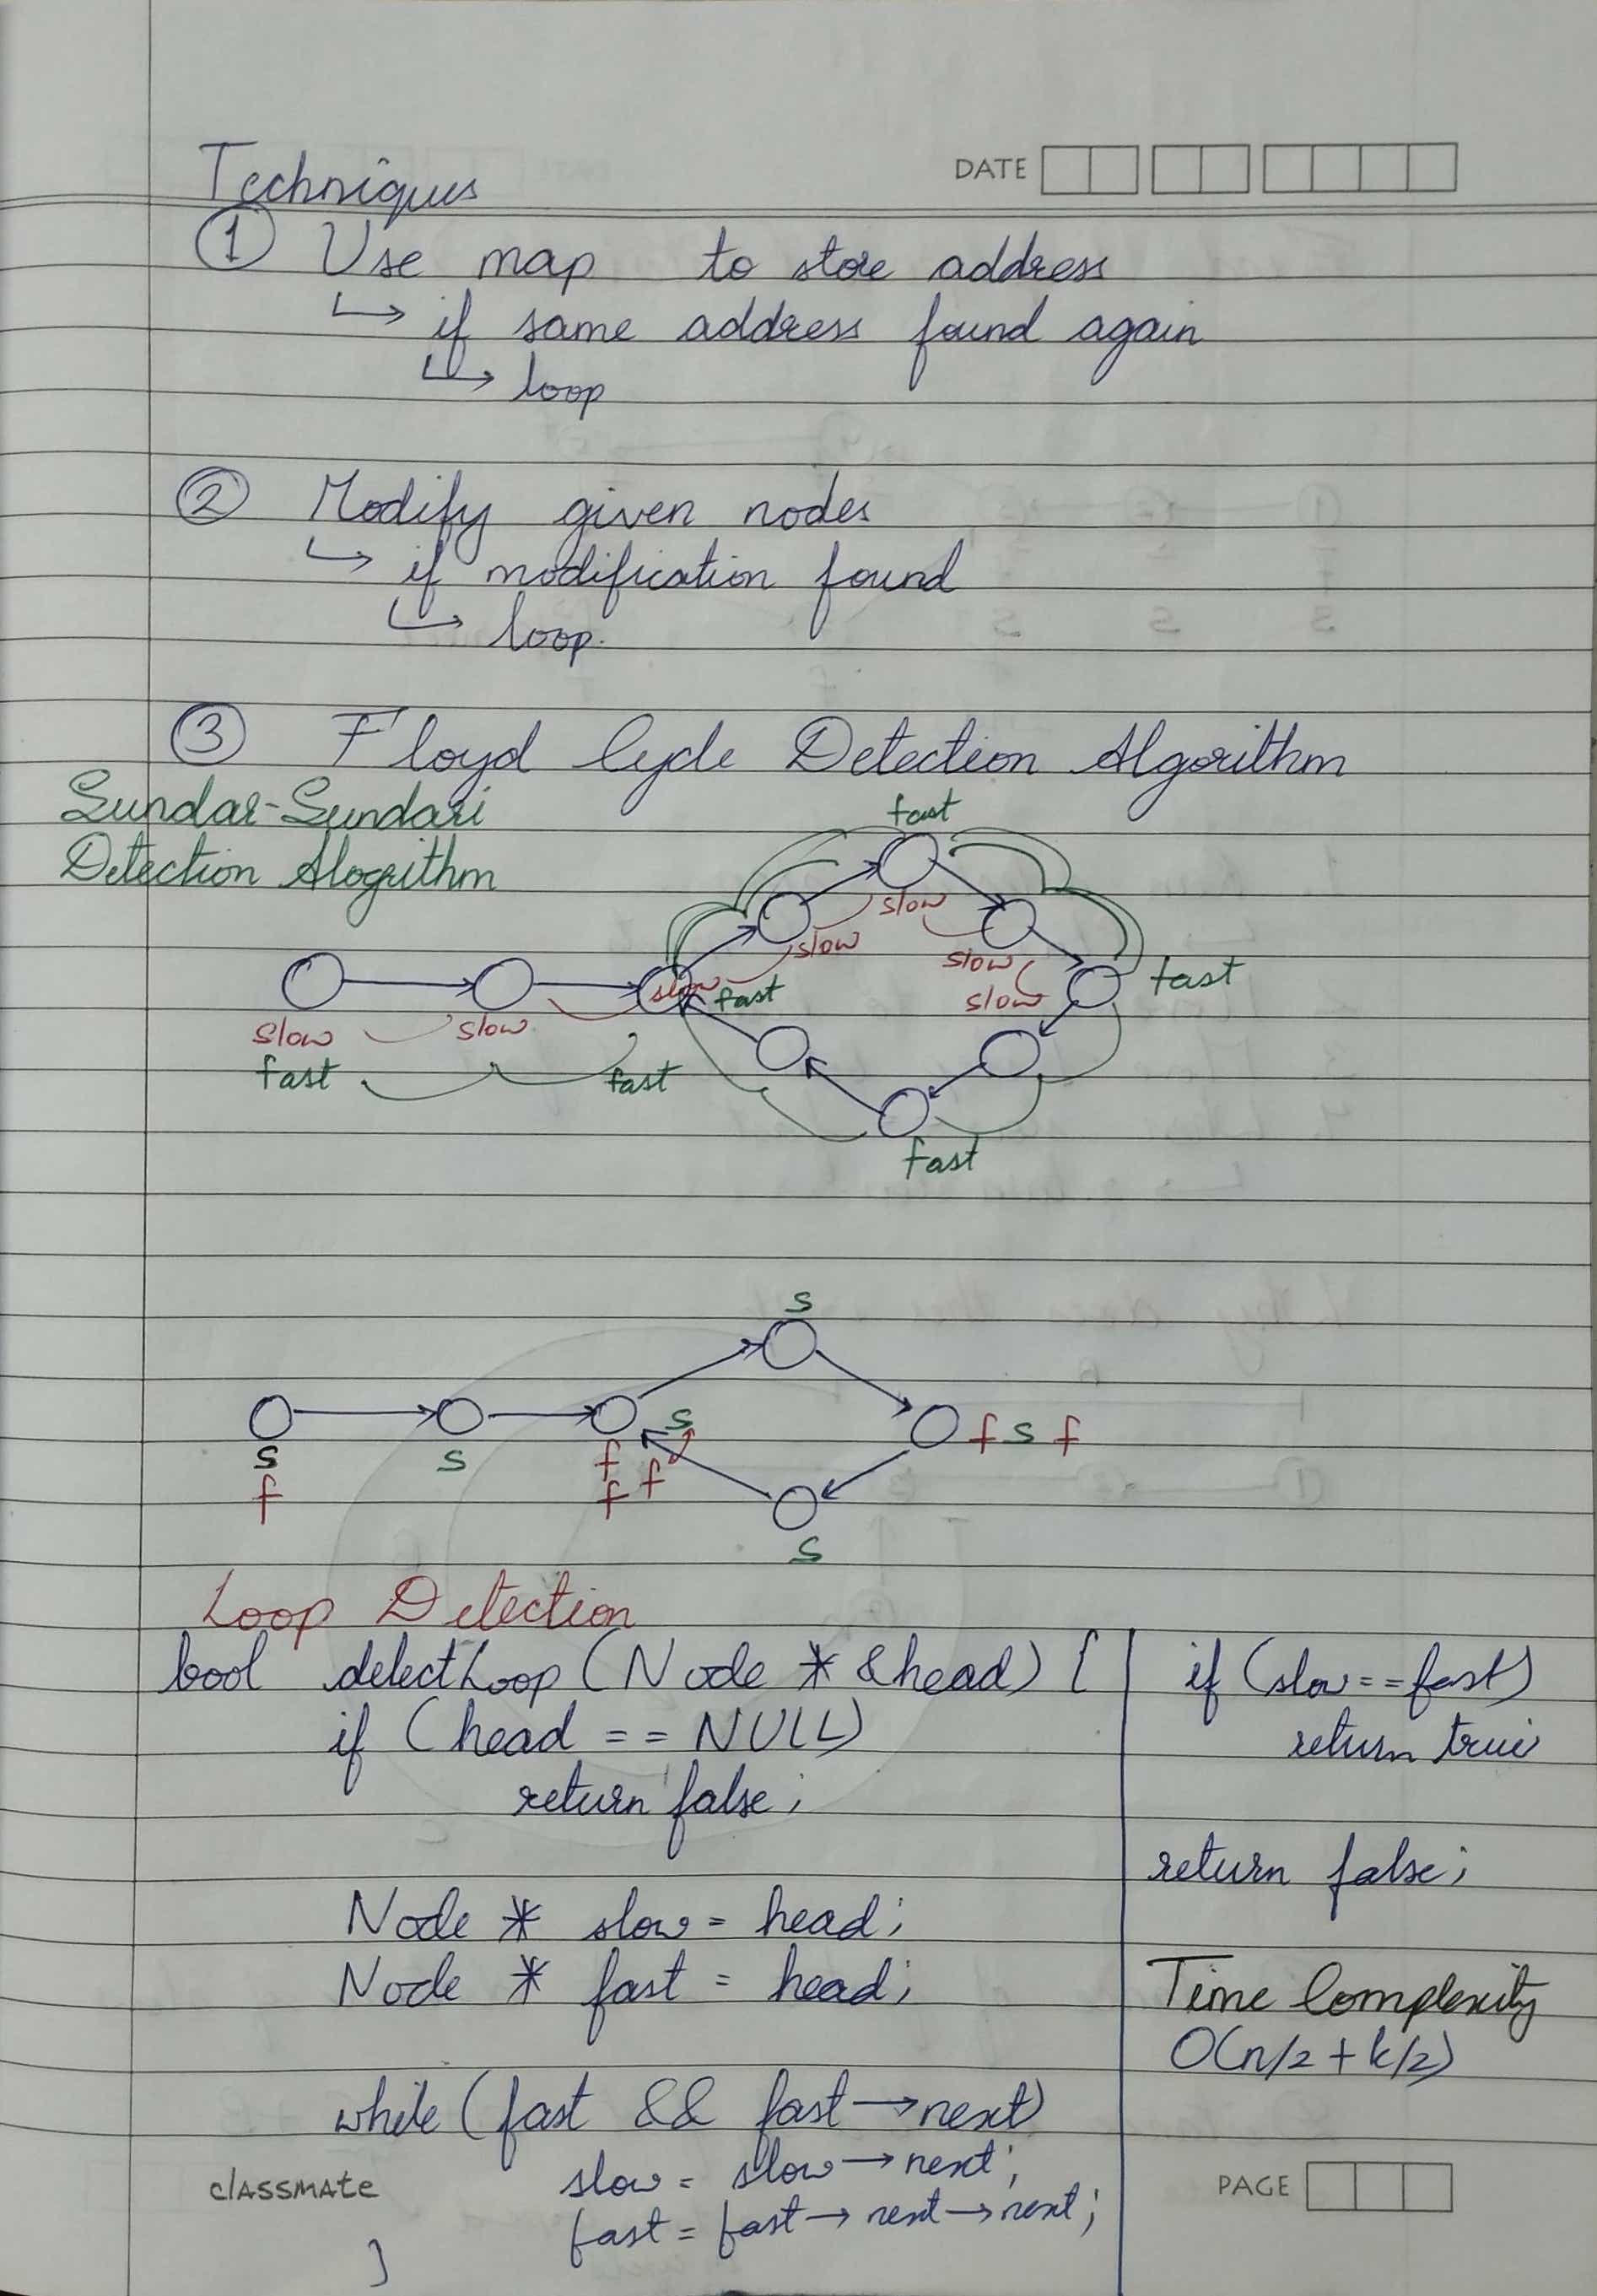 DATE
Techniques
① Use map to store address
↳ if same address found again
↳ loop
② Modify given nodes
↳ if modification found
↳ loop.
③ Floyd Cycle Detection Algorithm
Sundar-Sundari
Detection Alogrithm
fast
slow
slow
slow
slow fast
slow
fast
slow slow
fast fast
fast
s
s
f s f
s s f
f f f
s
Loop Detection
bool detectLoop (Node * &head) {
if (head == NULL)
return false;
Node * slow = head;
Node * fast = head;
while (fast && fast → next)
slow = slow → next;
fast = fast → next → next;
}
if (slow == fast)
return true
return false;
Time Complexity
O(n/2 + k/2)
classmate
PAGE